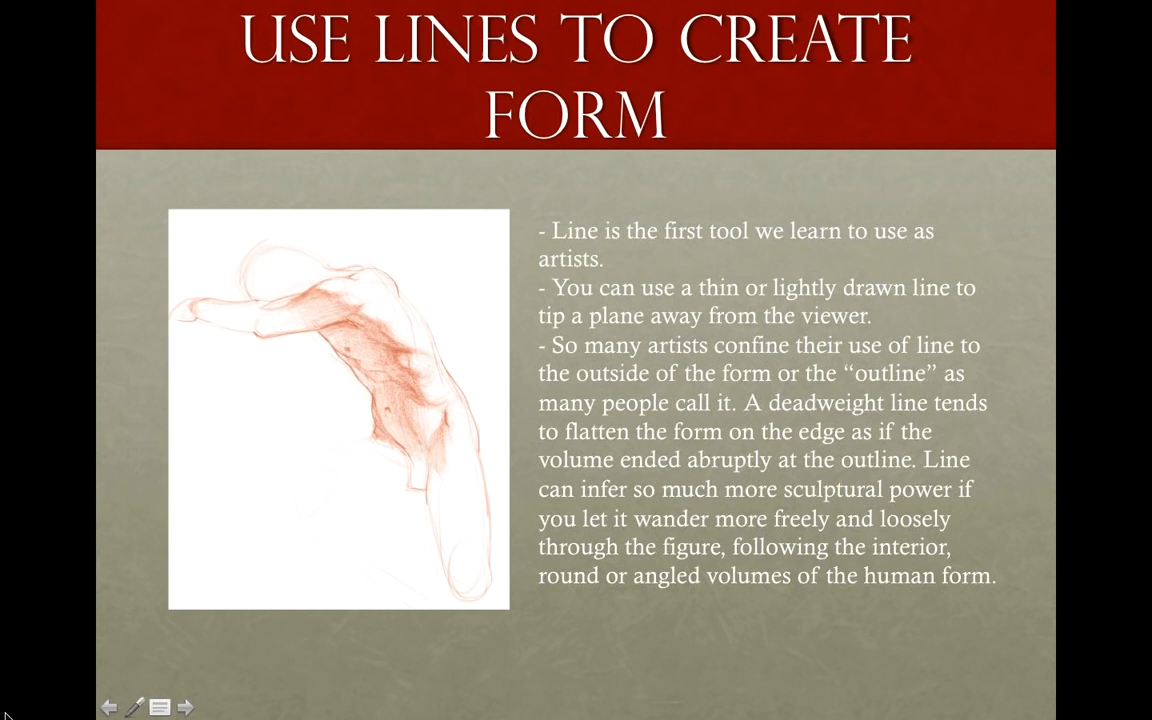 USE LINES TO CREATE
FORM
- Line is the first tool we learn to use as
artists.
- You can use a thin or lightly drawn line to
tip a plane away from the viewer.
- So many artists confine their use of line to
the outside of the form or the “outline” as
many people call it. A deadweight line tends
to flatten the form on the edge as if the
volume ended abruptly at the outline. Line
can infer so much more sculptural power if
you let it wander more freely and loosely
through the figure, following the interior,
round or angled volumes of the human form.